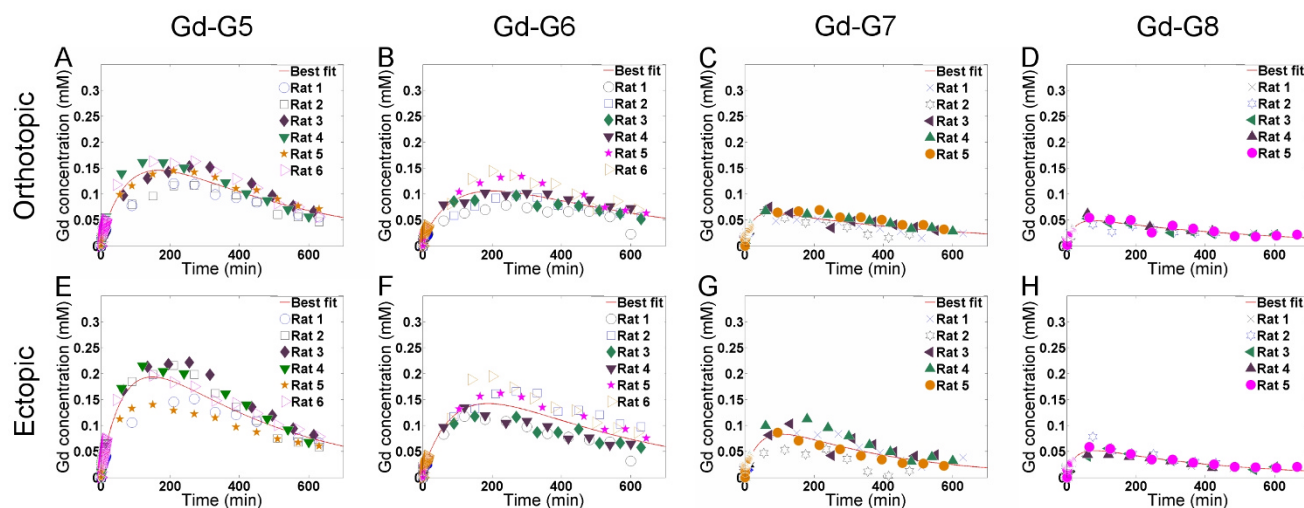 Gd-G5 Gd-G6 Gd-G7 Gd-G8
Orthotopic
A
Gd concentration (mM)
0.3
0.25
0.2
0.15
0.1
0.05
0
0 200 400 600
Time (min)
Best fit
Rat 1
Rat 2
Rat 3
Rat 4
Rat 5
Rat 6
B
Gd concentration (mM)
0.3
0.25
0.2
0.15
0.1
0.05
0
0 200 400 600
Time (min)
Best fit
Rat 1
Rat 2
Rat 3
Rat 4
Rat 5
Rat 6
C
Gd concentration (mM)
0.3
0.25
0.2
0.15
0.1
0.05
0
0 200 400 600
Time (min)
Best fit
Rat 1
Rat 2
Rat 3
Rat 4
Rat 5
D
Gd concentration (mM)
0.3
0.25
0.2
0.15
0.1
0.05
0
0 200 400 600
Time (min)
Best fit
Rat 1
Rat 2
Rat 3
Rat 4
Rat 5
Ectopic
E
Gd concentration (mM)
0.3
0.25
0.2
0.15
0.1
0.05
0
0 200 400 600
Time (min)
Best fit
Rat 1
Rat 2
Rat 3
Rat 4
Rat 5
Rat 6
F
Gd concentration (mM)
0.3
0.25
0.2
0.15
0.1
0.05
0
0 200 400 600
Time (min)
Best fit
Rat 1
Rat 2
Rat 3
Rat 4
Rat 5
Rat 6
G
Gd concentration (mM)
0.3
0.25
0.2
0.15
0.1
0.05
0
0 200 400 600
Time (min)
Best fit
Rat 1
Rat 2
Rat 3
Rat 4
Rat 5
H
Gd concentration (mM)
0.3
0.25
0.2
0.15
0.1
0.05
0
0 200 400 600
Time (min)
Best fit
Rat 1
Rat 2
Rat 3
Rat 4
Rat 5